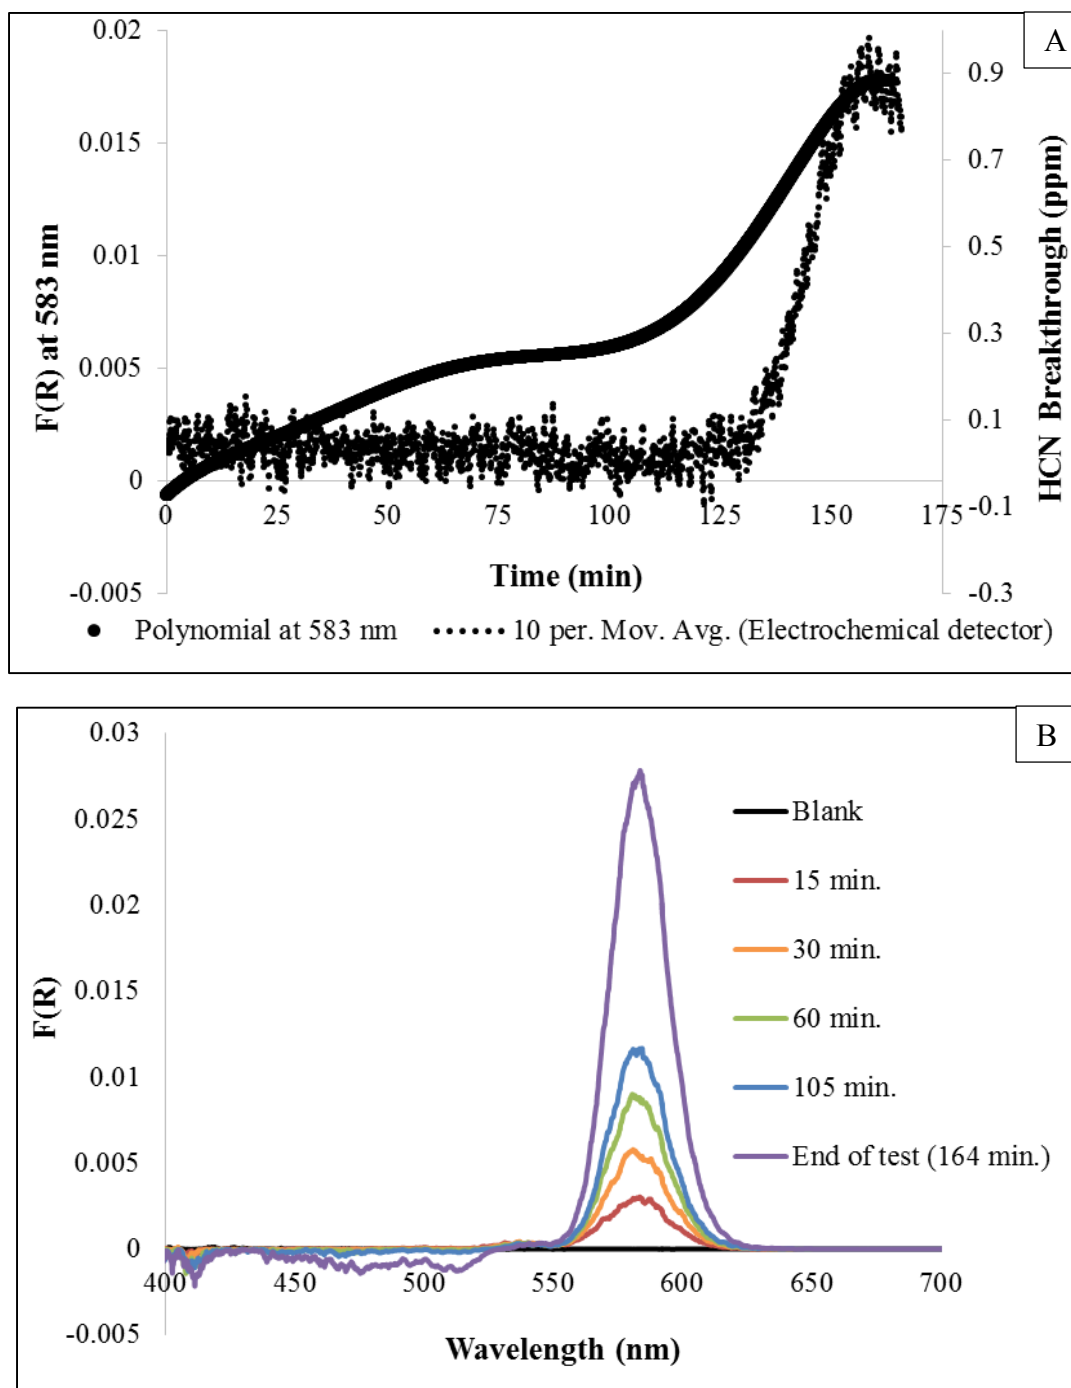 A
0.02
0.015
0.01
0.005
0
-0.005
F(R) at 583 nm
0.9
0.7
0.5
0.3
0.1
-0.1
-0.3
HCN Breakthrough (ppm)
0 25 50 75 100 125 150 175
Time (min)
Polynomial at 583 nm 10 per. Mov. Avg. (Electrochemical detector)
B
0.03
0.025
0.02
0.015
0.01
0.005
0
-0.005
F(R)
Blank
15 min.
30 min.
60 min.
105 min.
End of test (164 min.)
400 450 500 550 600 650 700
Wavelength (nm)